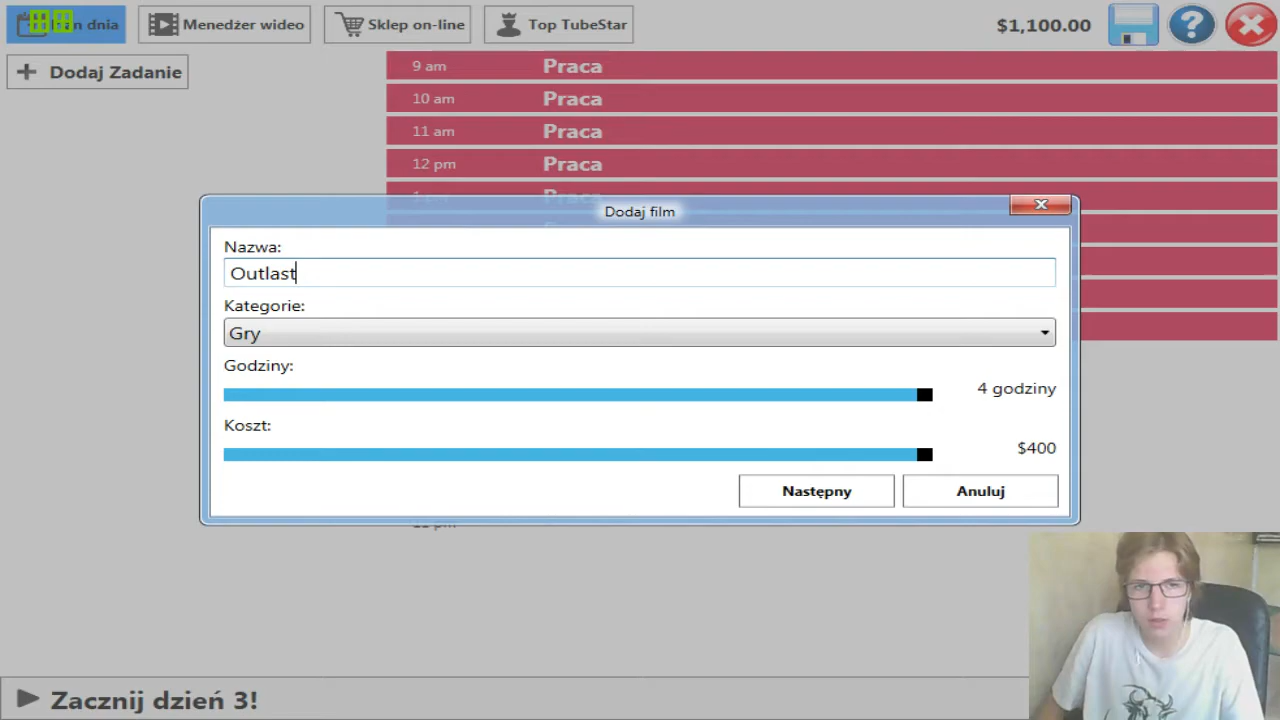 dnia
Menedżer wideo
Sklep on-line
Top TubeStar
$1,100.00
Dodaj Zadanie
9 am Praca
10 am Praca
11 am Praca
12 pm Praca
Dodaj film
Nazwa:
Outlast
Kategorie:
Gry
Godziny:
4 godziny
Koszt:
$400
Następny
Anuluj
Zacznij dzień 3!